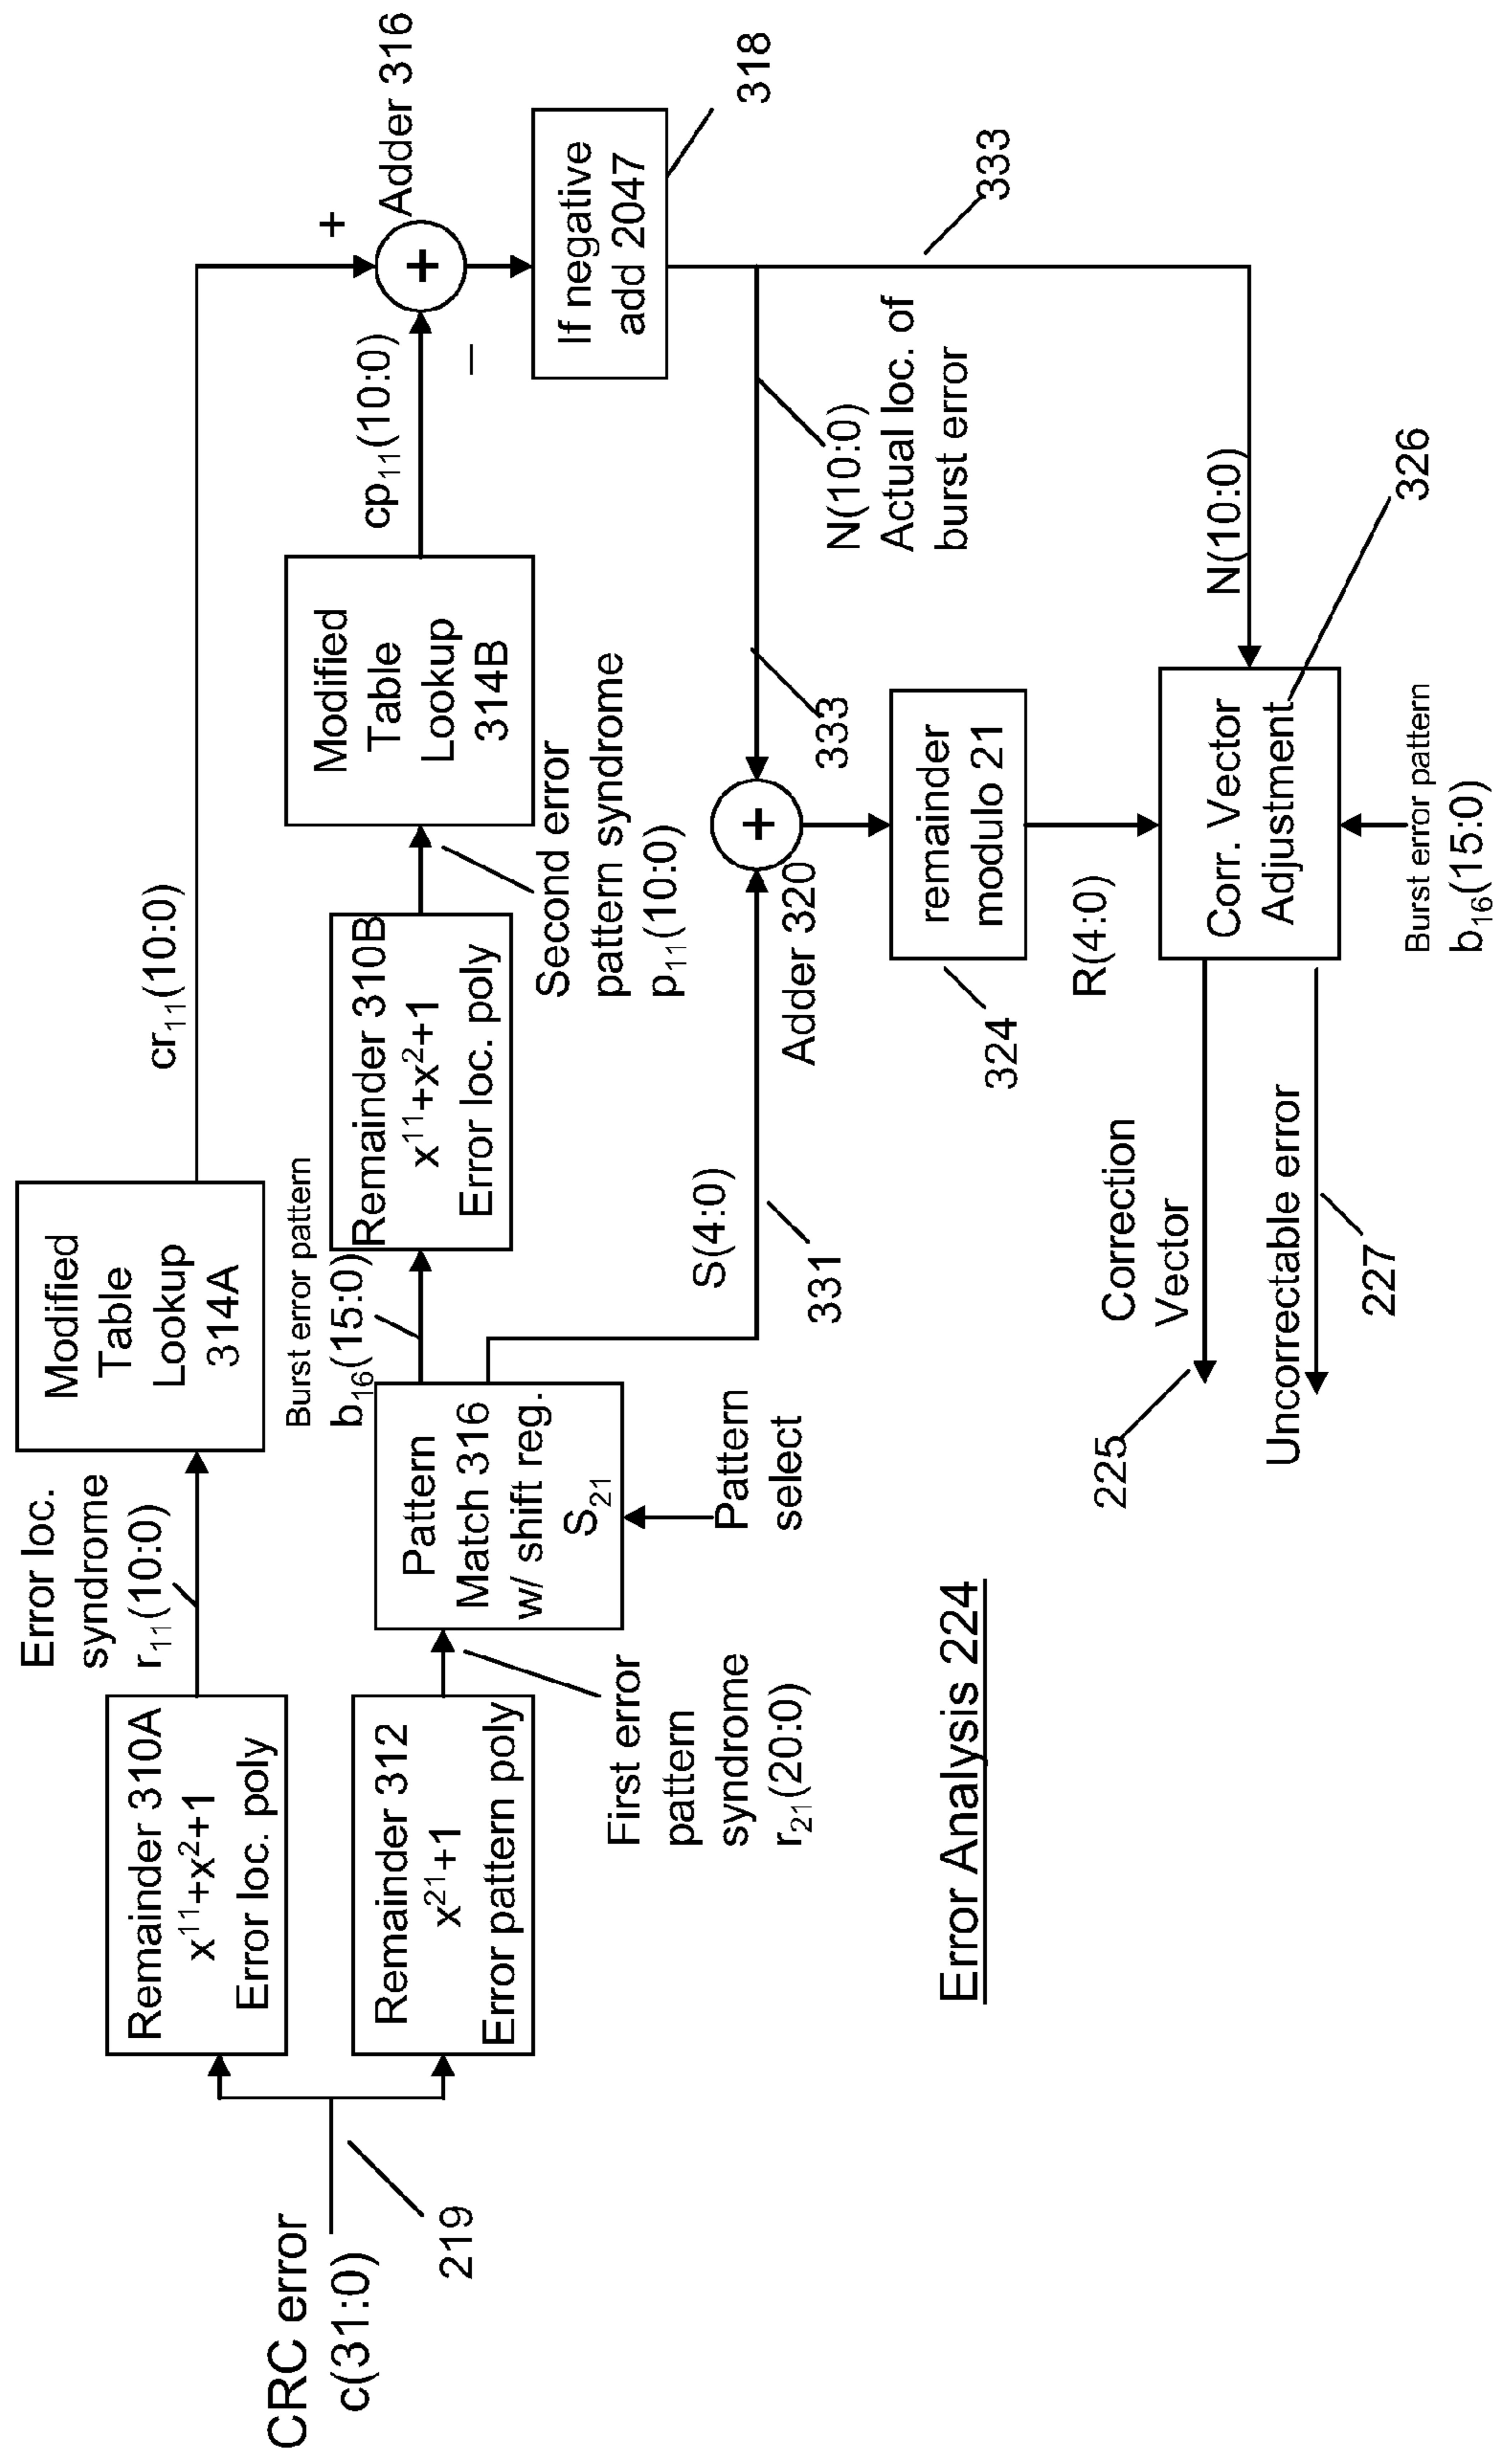 CRC error
c(31:0)
219
Remainder 310A
x¹¹+x²+1
Error loc. poly
Remainder 312
x²¹+1
Error pattern poly
Error loc.
syndrome
r₁₁(10:0)
First error
pattern
syndrome
r₂₁(20:0)
Modified
Table
Lookup
314A
Pattern
Match 316
w/ shift reg.
S₂₁
Pattern
select
Burst error pattern
b₁₆(15:0)
S(4:0)
331
Remainder 310B
x¹¹+x²+1
Error loc. poly
cr₁₁(10:0)
Second error
pattern syndrome
p₁₁(10:0)
Modified
Table
Lookup
314B
cp₁₁(10:0)
+
Adder 316
+
−
If negative
add 2047
318
333
N(10:0)
Actual loc. of
burst error
333
+
Adder 320
remainder
modulo 21
324
R(4:0)
N(10:0)
Corr. Vector
Adjustment
326
Burst error pattern
b₁₆(15:0)
Correction
Vector
225
Uncorrectable error
227
Error Analysis 224